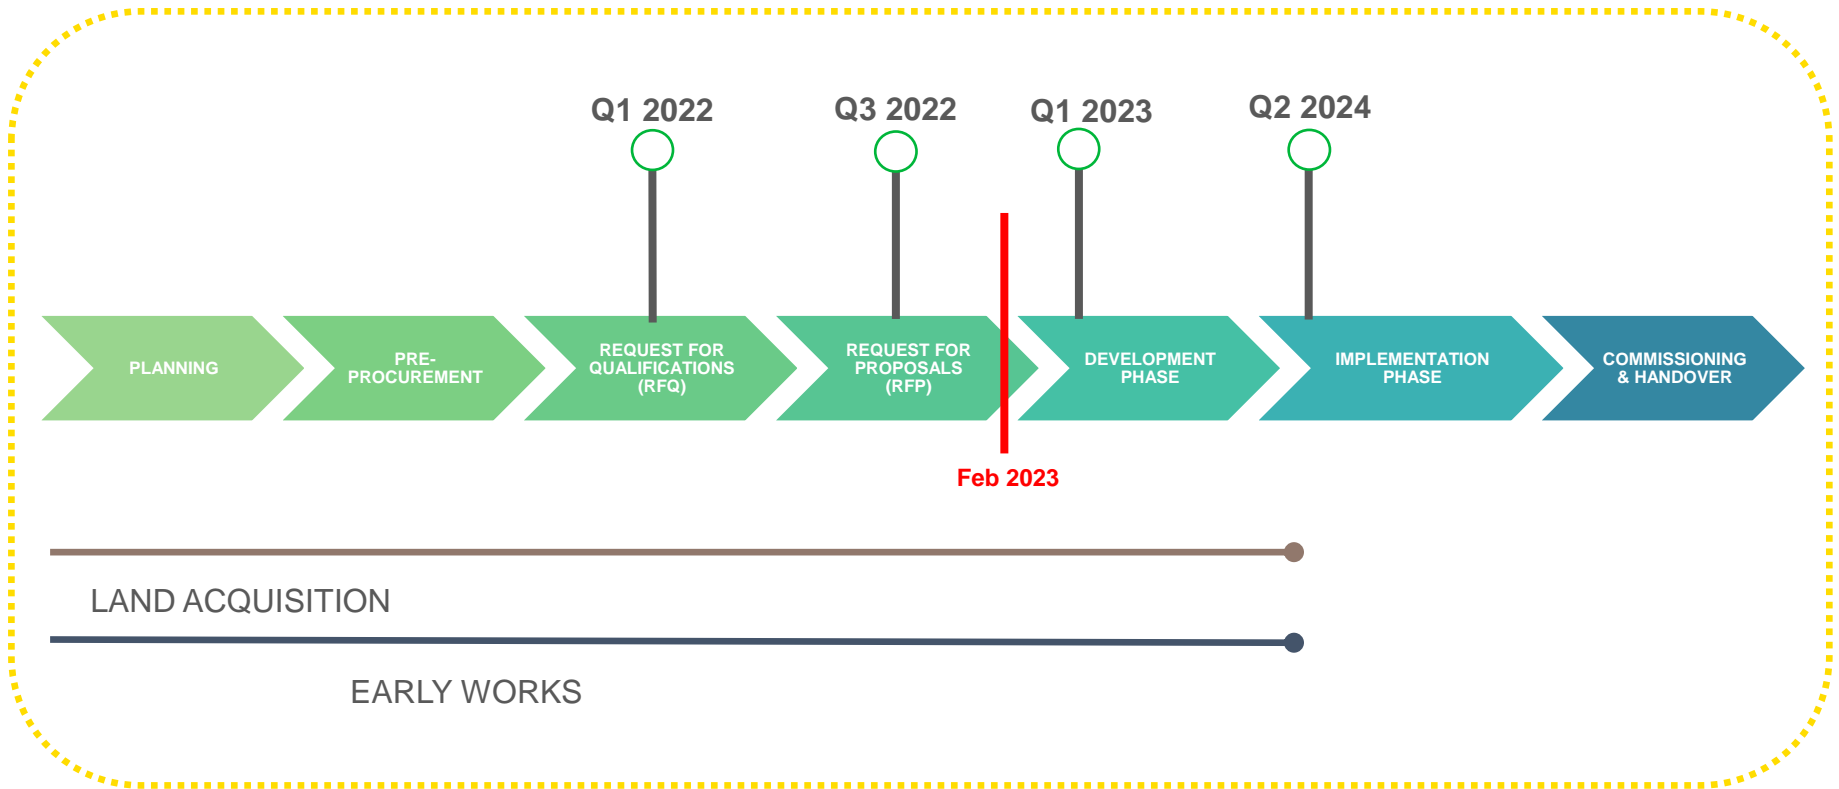 Q1 2022
Q3 2022
Q1 2023
Q2 2024
PLANNING
PRE-
PROCUREMENT
REQUEST FOR
QUALIFICATIONS
(RFQ)
REQUEST FOR
PROPOSALS
(RFP)
DEVELOPMENT
PHASE
IMPLEMENTATION
PHASE
COMMISSIONING
& HANDOVER
Feb 2023
LAND ACQUISITION
EARLY WORKS